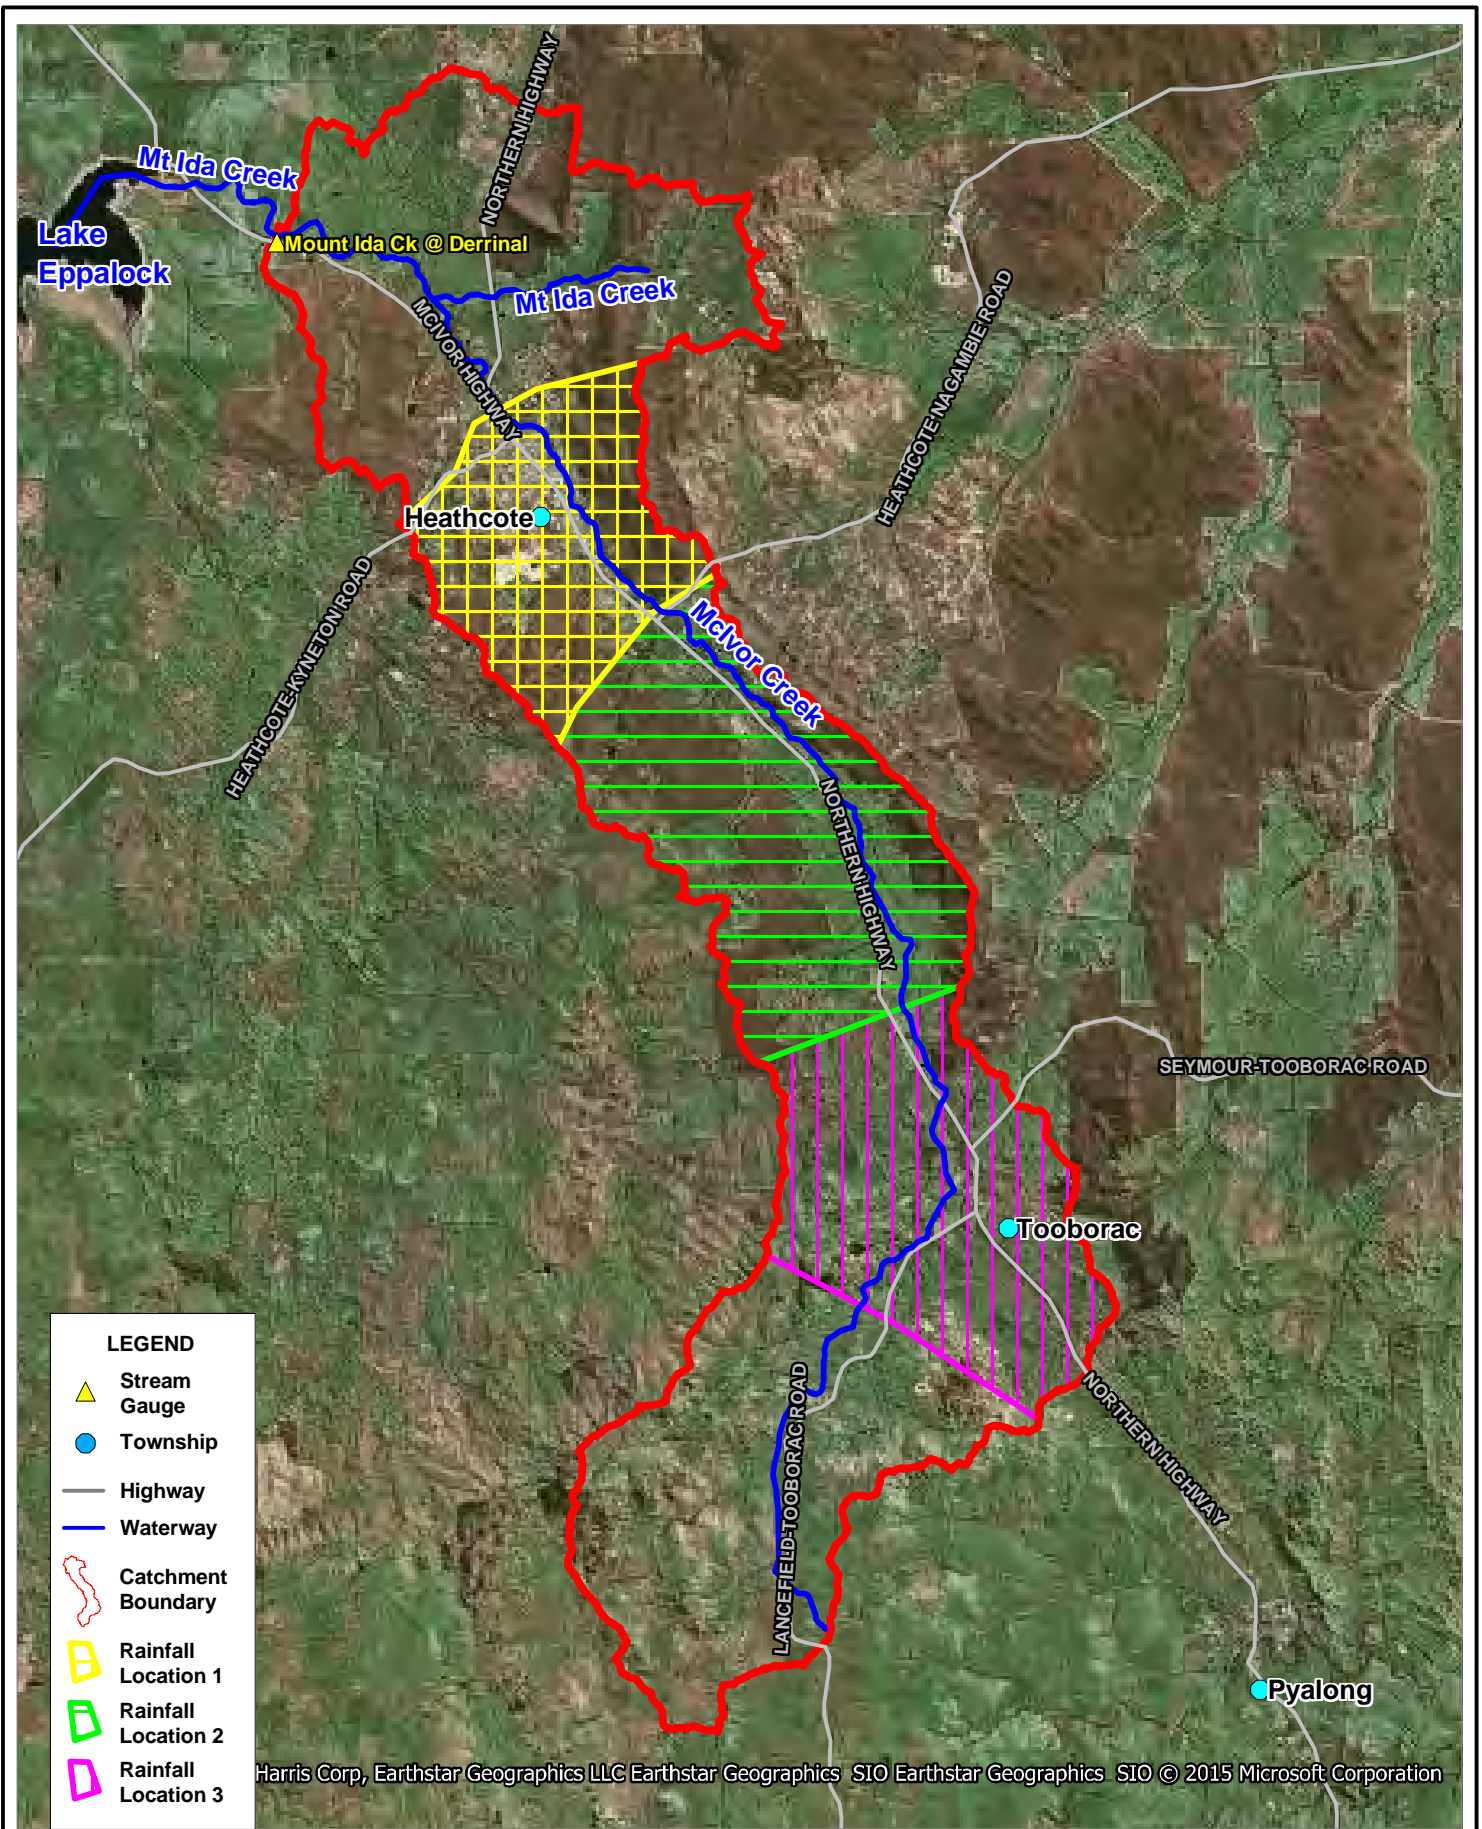 NORTHERN HIGHWAY
Mt Ida Creek
Lake
Eppalock
Mount Ida Ck @ Derrinal
Mt Ida Creek
MCIVOR HIGHWAY
HEATHCOTE-NAGAMBIE ROAD
Heathcote
HEATHCOTE-KYNETON ROAD
McIvor Creek
NORTHERN HIGHWAY
SEYMOUR-TOOBORAC ROAD
Tooborac
LANCEFIELD-TOOBORAC ROAD
NORTHERN HIGHWAY
Pyalong
LEGEND
Stream
Gauge
Township
Highway
Waterway
Catchment
Boundary
Rainfall
Location 1
Rainfall
Location 2
Rainfall
Location 3
Harris Corp, Earthstar Geographics LLC Earthstar Geographics SIO Earthstar Geographics SIO © 2015 Microsoft Corporation